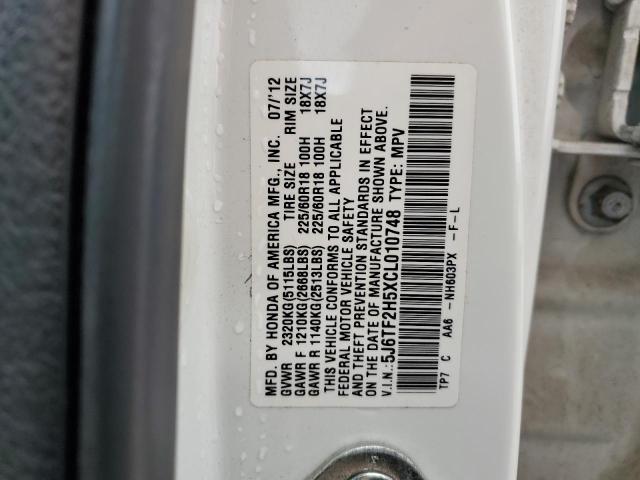 MFD. BY HONDA OF AMERICA MFG., INC. 07/'12
GVWR 2320KG(5115LBS) TIRE SIZE RIM SIZE
GAWR F 1210KG(2668LBS) 225/60R18 100H 18X7J
GAWR R 1140KG(2513LBS) 225/60R18 100H 18X7J
THIS VEHICLE CONFORMS TO ALL APPLICABLE
FEDERAL MOTOR VEHICLE SAFETY
AND THEFT PREVENTION STANDARDS IN EFFECT
ON THE DATE OF MANUFACTURE SHOWN ABOVE.
V.I.N.: 5J6TF2H5XCL010748 TYPE: MPV
TP7 C AA6 -NH603PX -F-L